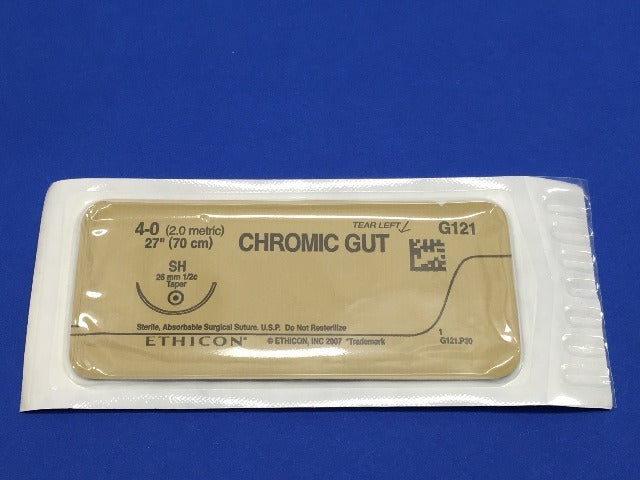 4-0 (2.0 metric)
27" (70 cm)
SH
26 mm 1/2c
Taper
CHROMIC GUT
TEAR LEFT
G121
Sterile, Absorbable Surgical Suture. U.S.P. Do Not Resterilize
ETHICON* © ETHICON, INC 2007 *Trademark
1
G121.P30